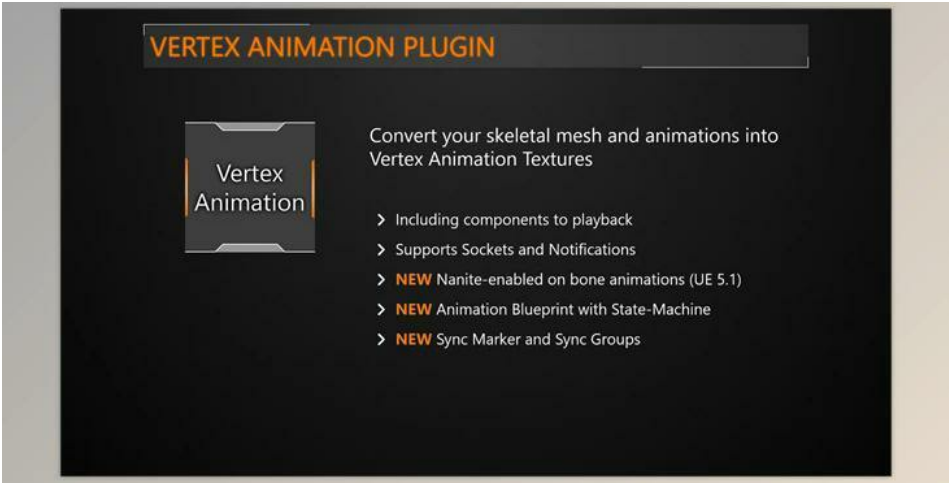 VERTEX ANIMATION PLUGIN
Vertex
Animation
Convert your skeletal mesh and animations into
Vertex Animation Textures
Including components to playback
Supports Sockets and Notifications
NEW Nanite-enabled on bone animations (UE 5.1)
NEW Animation Blueprint with State-Machine
NEW Sync Marker and Sync Groups